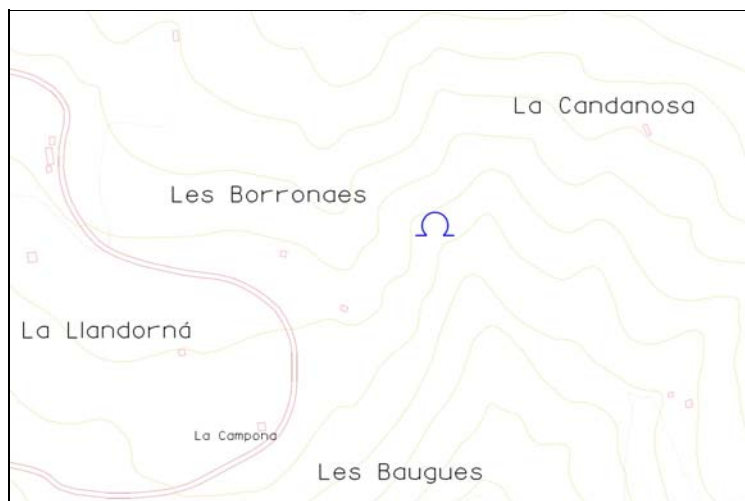 La Candanosa
Les Borronaes
Ω
La Llandorná
La Campona
Les Baugues